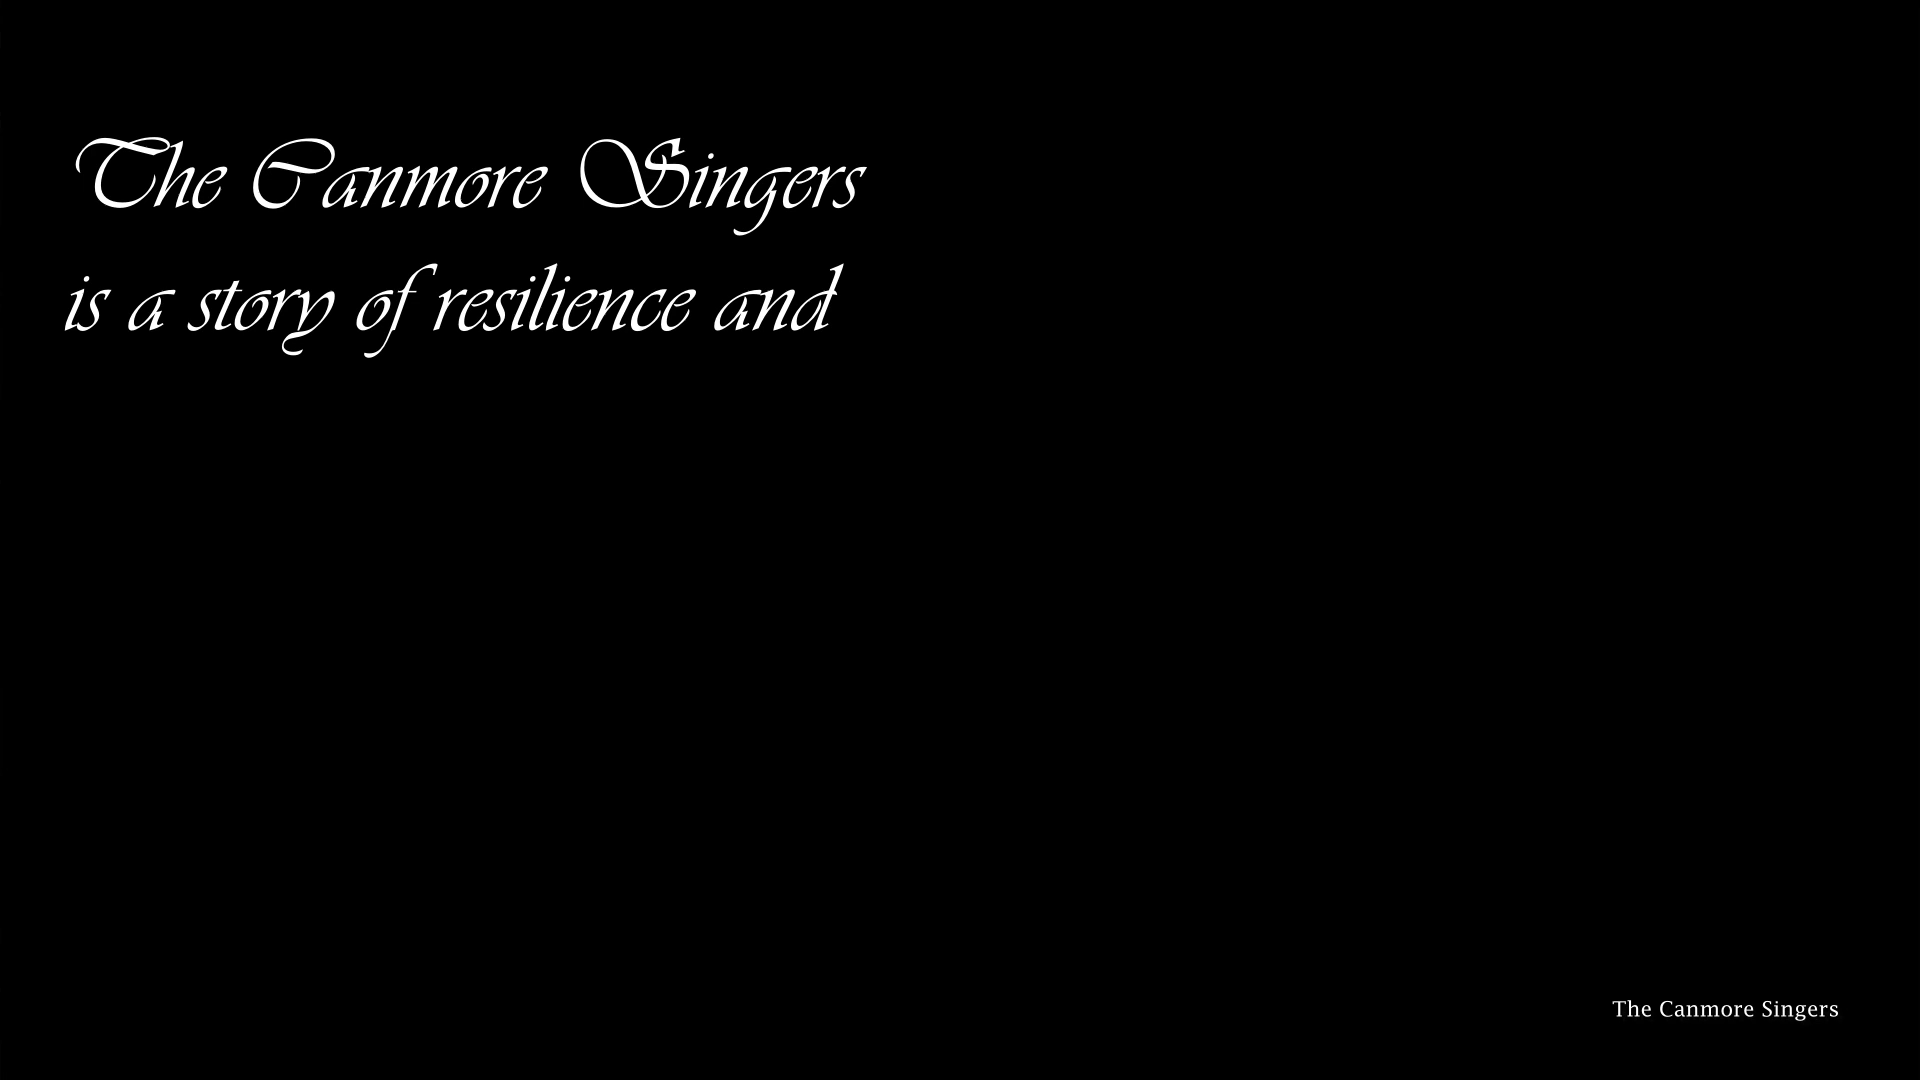 The Canmore Singers
is a story of resilience and
The Canmore Singers